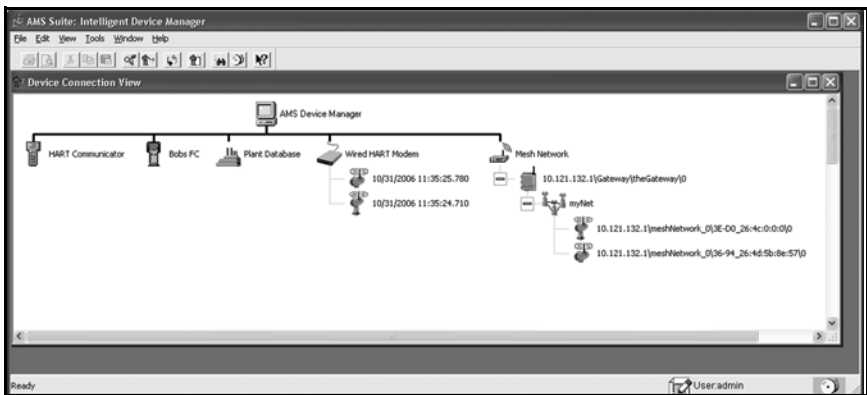 AMS Suite: Intelligent Device Manager
File Edit View Tools Window Help
Device Connection View
AMS Device Manager
HART Communicator
Bobs FC
Plant Database
Wired HART Modem
Mesh Network
10/31/2006 11:35:25.780
10.121.132.1\Gateway\theGateway\0
10/31/2006 11:35:24.710
myNet
10.121.132.1\meshNetwork_0\3E-D0_26:4c:0:0:0\0
10.121.132.1\meshNetwork_0\36-94_26:4d:5b:8e:57\0
Ready
User:admin